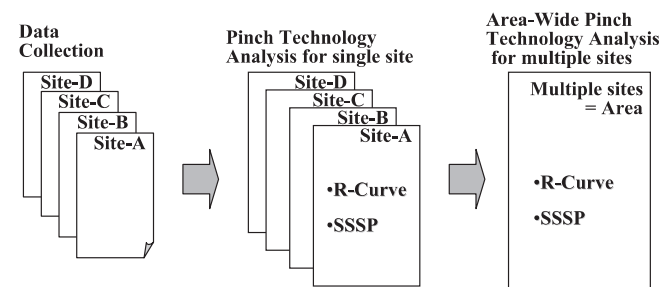 Data
Collection
Site-D
Site-C
Site-B
Site-A
Pinch Technology
Analysis for single site
Site-D
Site-C
Site-B
Site-A
•R-Curve
•SSSP
Area-Wide Pinch
Technology Analysis
for multiple sites
Multiple sites
= Area
•R-Curve
•SSSP